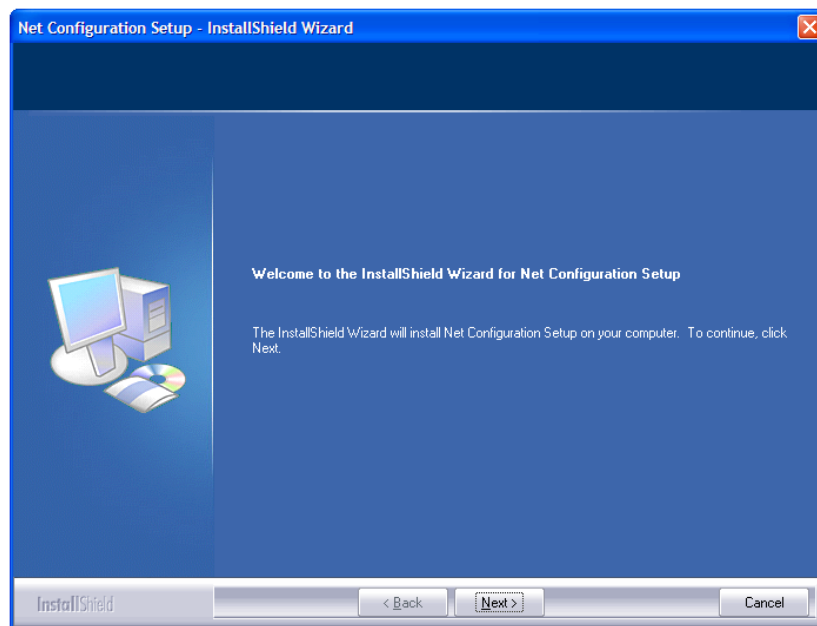 Net Configuration Setup - InstallShield Wizard
Welcome to the InstallShield Wizard for Net Configuration Setup
The InstallShield Wizard will install Net Configuration Setup on your computer. To continue, click
Next.
InstallShield
< Back
Next >
Cancel